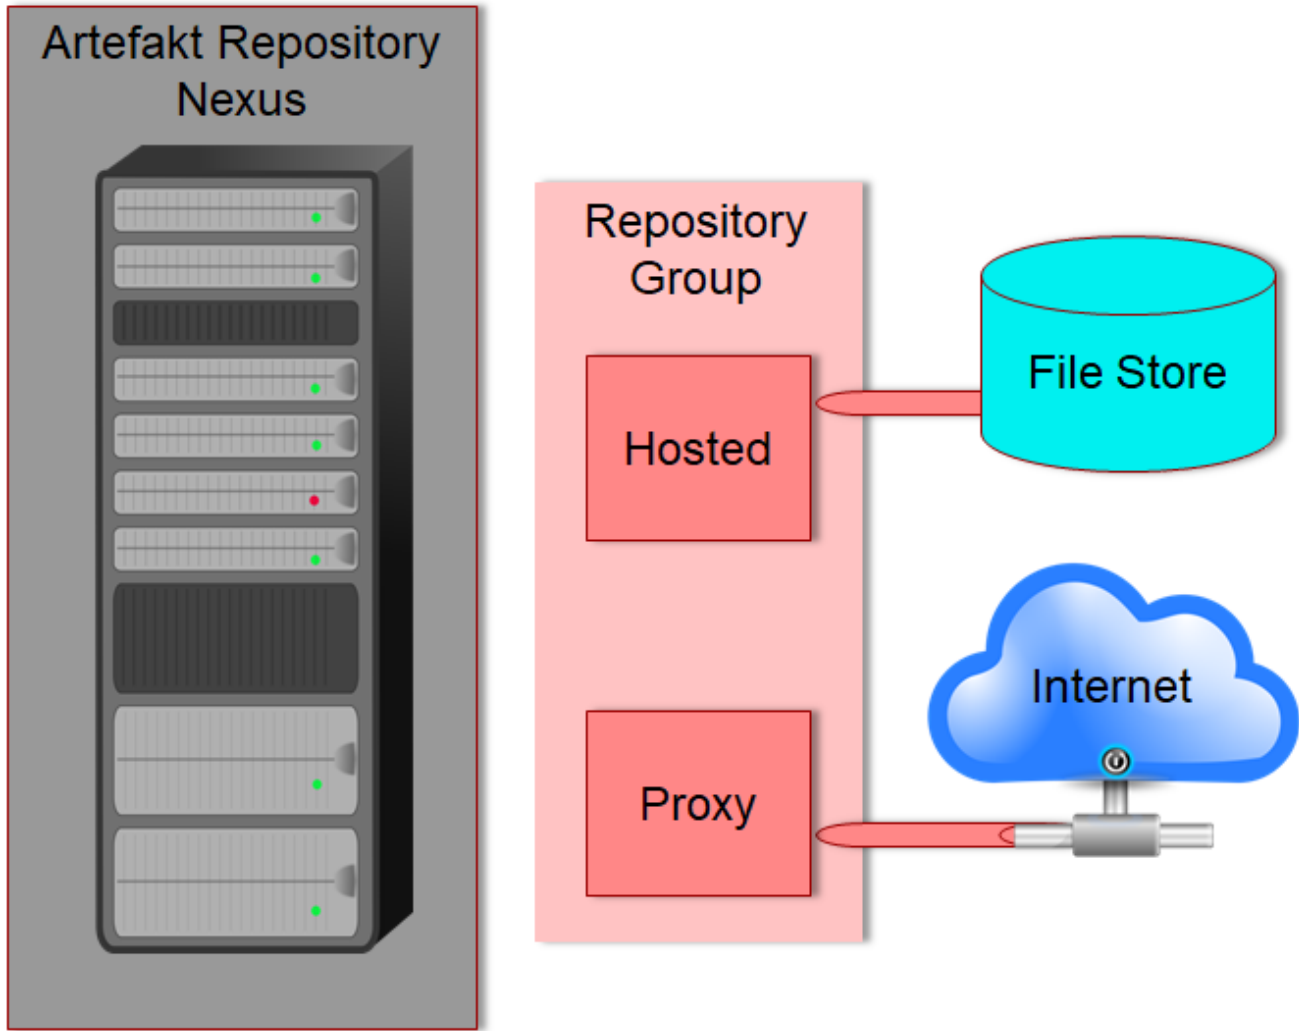 Artefakt Repository
Nexus
Repository
Group
Hosted
File Store
Internet
Proxy